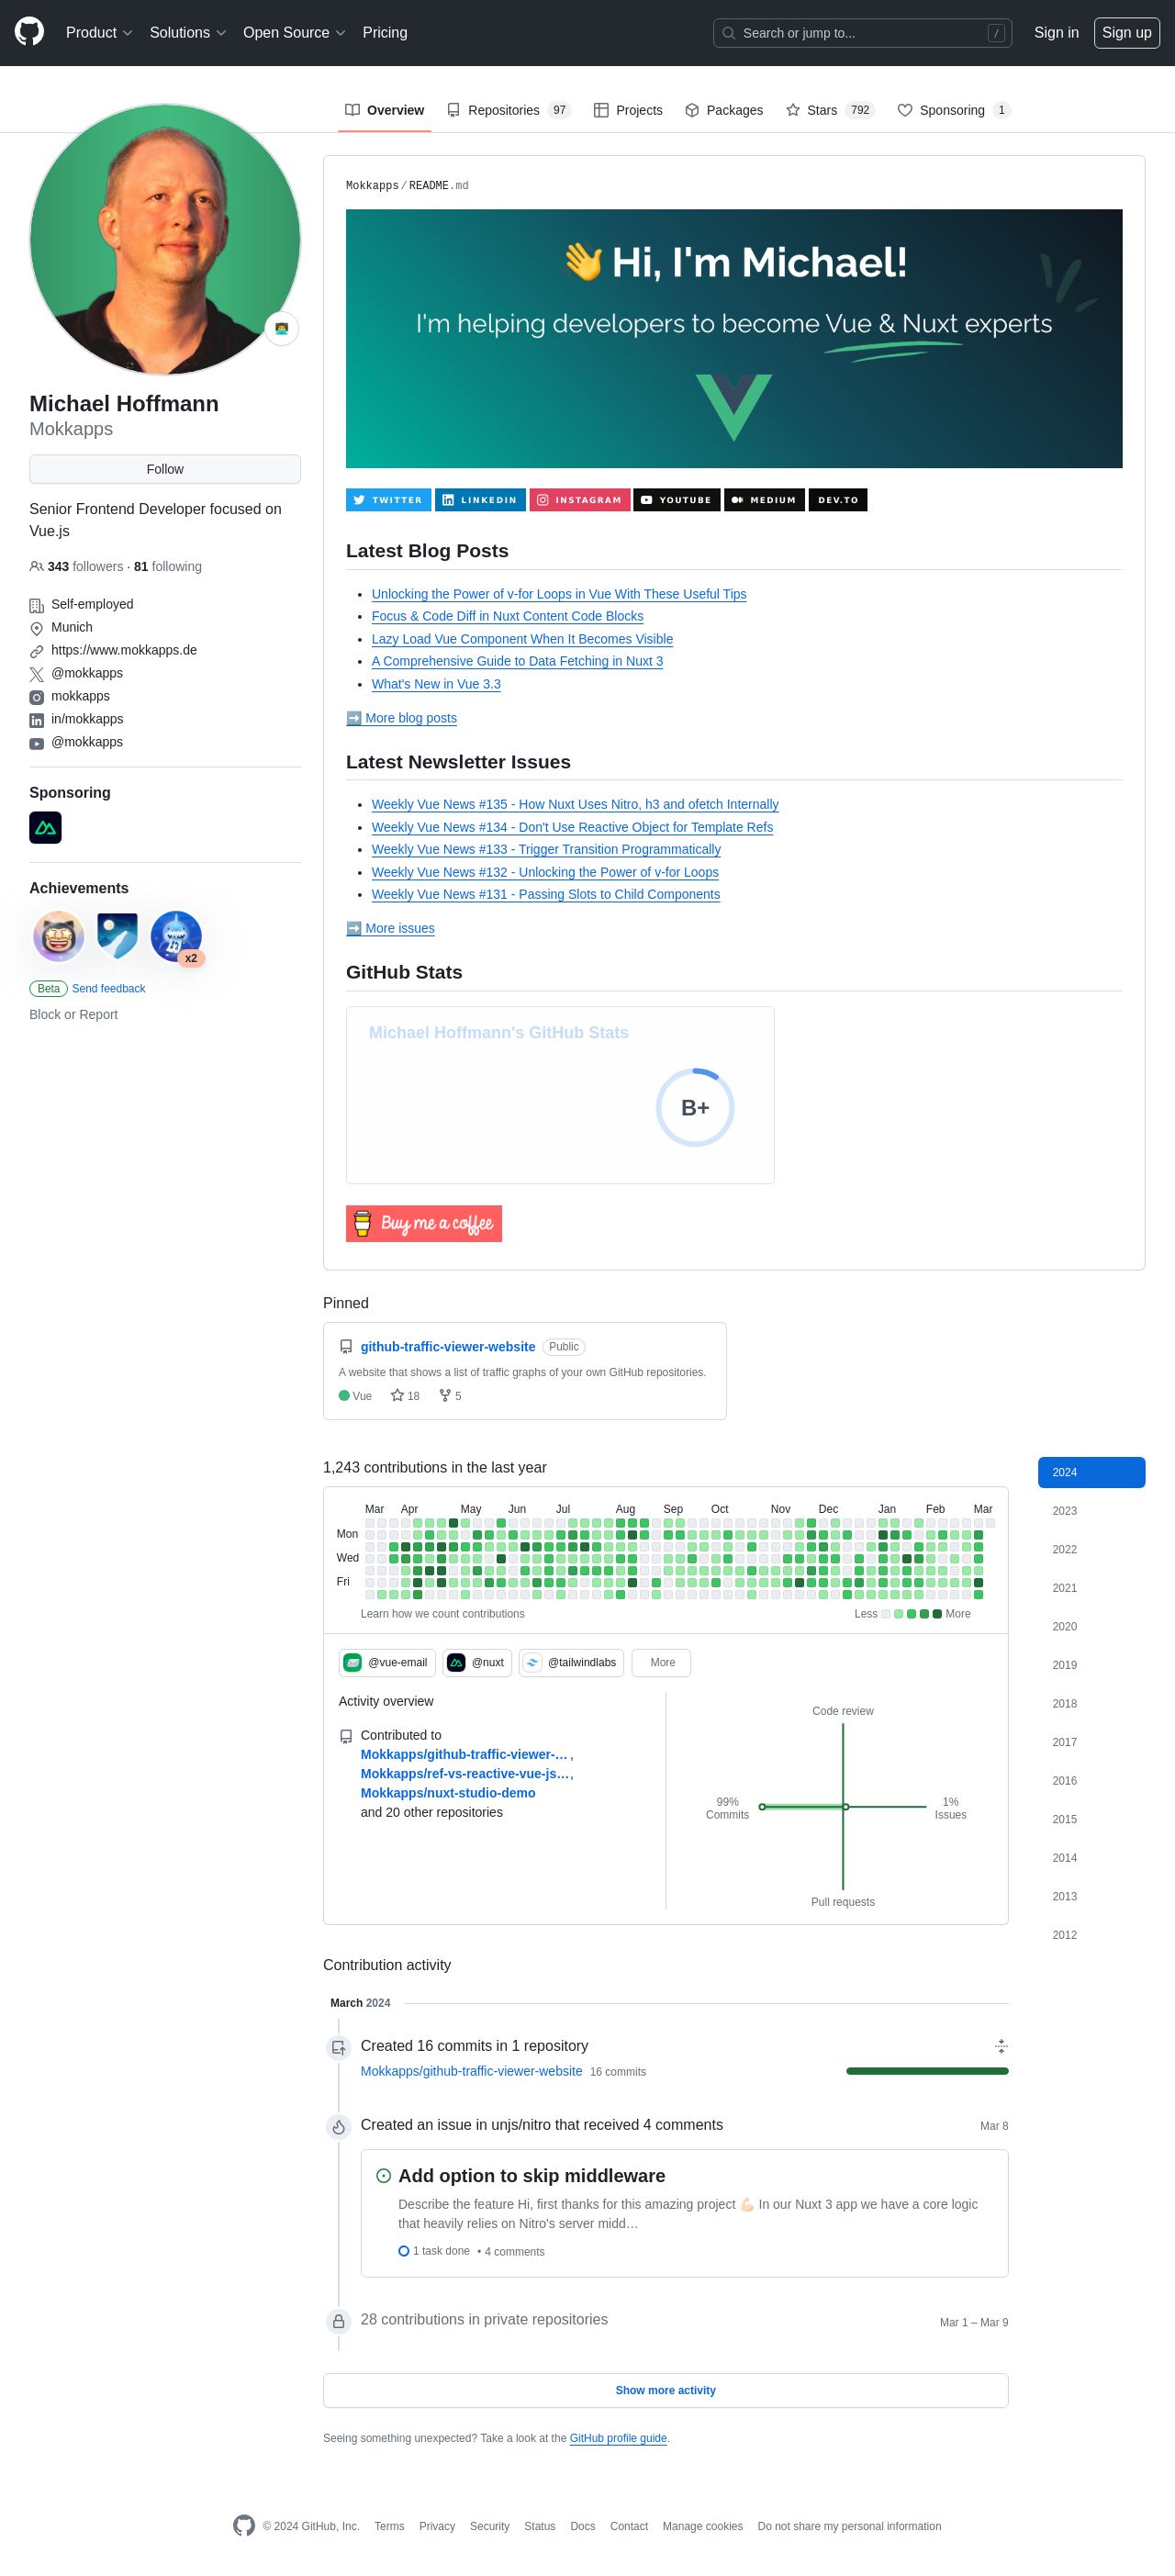 Product Solutions Open Source Pricing Search or jump to... / Sign in Sign up
Overview Repositories 97 Projects Packages Stars 792 Sponsoring 1
Michael Hoffmann
Mokkapps
Follow
Senior Frontend Developer focused on
Vue.js
343 followers · 81 following
Self-employed
Munich
https://www.mokkapps.de
@mokkapps
mokkapps
in/mokkapps
@mokkapps
Sponsoring
Achievements
x2
Beta Send feedback
Block or Report
Mokkapps/README.md
👋 Hi, I'm Michael!
I'm helping developers to become Vue & Nuxt experts
TWITTER LINKEDIN INSTAGRAM YOUTUBE MEDIUM DEV.TO
Latest Blog Posts
Unlocking the Power of v-for Loops in Vue With These Useful Tips
Focus & Code Diff in Nuxt Content Code Blocks
Lazy Load Vue Component When It Becomes Visible
A Comprehensive Guide to Data Fetching in Nuxt 3
What's New in Vue 3.3
➡️ More blog posts
Latest Newsletter Issues
Weekly Vue News #135 - How Nuxt Uses Nitro, h3 and ofetch Internally
Weekly Vue News #134 - Don't Use Reactive Object for Template Refs
Weekly Vue News #133 - Trigger Transition Programmatically
Weekly Vue News #132 - Unlocking the Power of v-for Loops
Weekly Vue News #131 - Passing Slots to Child Components
➡️ More issues
GitHub Stats
Michael Hoffmann's GitHub Stats
B+
Buy me a coffee
Pinned
github-traffic-viewer-website Public
A website that shows a list of traffic graphs of your own GitHub repositories.
Vue 18 5
1,243 contributions in the last year
Mar Apr May Jun Jul Aug Sep Oct Nov Dec Jan Feb Mar
Mon
Wed
Fri
Learn how we count contributions Less More
@vue-email @nuxt @tailwindlabs More
Activity overview
Contributed to
Mokkapps/github-traffic-viewer-… ,
Mokkapps/ref-vs-reactive-vue-js… ,
Mokkapps/nuxt-studio-demo
and 20 other repositories
Code review
99%
Commits
1%
Issues
Pull requests
2024
2023
2022
2021
2020
2019
2018
2017
2016
2015
2014
2013
2012
Contribution activity
March 2024
Created 16 commits in 1 repository
Mokkapps/github-traffic-viewer-website 16 commits
Created an issue in unjs/nitro that received 4 comments Mar 8
Add option to skip middleware
Describe the feature Hi, first thanks for this amazing project 💪🏻 In our Nuxt 3 app we have a core logic
that heavily relies on Nitro's server midd…
1 task done • 4 comments
28 contributions in private repositories Mar 1 – Mar 9
Show more activity
Seeing something unexpected? Take a look at the GitHub profile guide.
© 2024 GitHub, Inc. Terms Privacy Security Status Docs Contact Manage cookies Do not share my personal information